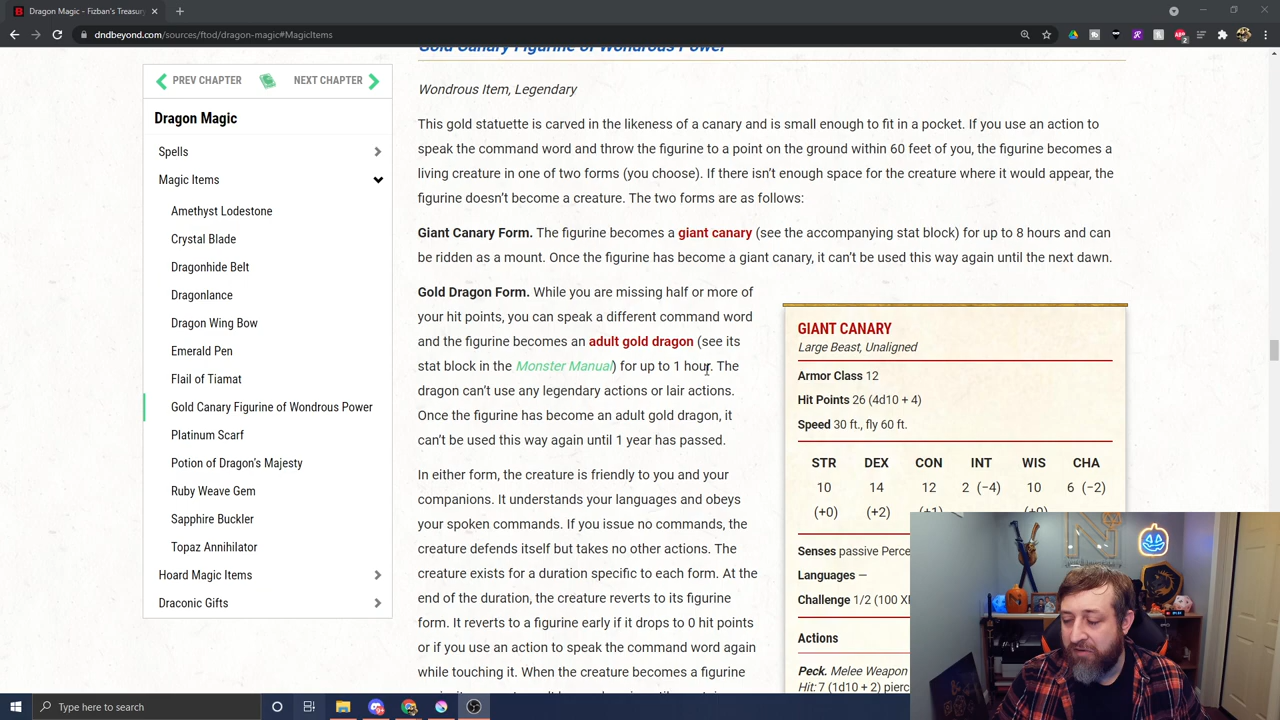 Dragon Magic - Fizban's Treasury
dndbeyond.com/sources/ftod/dragon-magic#MagicItems
PREV CHAPTER
NEXT CHAPTER
Dragon Magic
Spells
Magic Items
Amethyst Lodestone
Crystal Blade
Dragonhide Belt
Dragonlance
Dragon Wing Bow
Emerald Pen
Flail of Tiamat
Gold Canary Figurine of Wondrous Power
Platinum Scarf
Potion of Dragon's Majesty
Ruby Weave Gem
Sapphire Buckler
Topaz Annihilator
Hoard Magic Items
Draconic Gifts
Gold Canary Figurine of Wondrous Power
Wondrous Item, Legendary
This gold statuette is carved in the likeness of a canary and is small enough to fit in a pocket. If you use an action to
speak the command word and throw the figurine to a point on the ground within 60 feet of you, the figurine becomes a
living creature in one of two forms (you choose). If there isn't enough space for the creature where it would appear, the
figurine doesn't become a creature. The two forms are as follows:
Giant Canary Form. The figurine becomes a giant canary (see the accompanying stat block) for up to 8 hours and can
be ridden as a mount. Once the figurine has become a giant canary, it can't be used this way again until the next dawn.
Gold Dragon Form. While you are missing half or more of
your hit points, you can speak a different command word
and the figurine becomes an adult gold dragon (see its
stat block in the Monster Manual) for up to 1 hour. The
dragon can't use any legendary actions or lair actions.
Once the figurine has become an adult gold dragon, it
can't be used this way again until 1 year has passed.
In either form, the creature is friendly to you and your
companions. It understands your languages and obeys
your spoken commands. If you issue no commands, the
creature defends itself but takes no other actions. The
creature exists for a duration specific to each form. At the
end of the duration, the creature reverts to its figurine
form. It reverts to a figurine early if it drops to 0 hit points
or if you use an action to speak the command word again
while touching it. When the creature becomes a figurine
GIANT CANARY
Large Beast, Unaligned
Armor Class 12
Hit Points 26 (4d10 + 4)
Speed 30 ft., fly 60 ft.
STR DEX CON INT WIS CHA
10 14 12 2 (−4) 10 6 (−2)
(+0) (+2) (+1) (+0)
Senses passive Perce
Languages —
Challenge 1/2 (100 X
Actions
Peck. Melee Weapon
Hit: 7 (1d10 + 2) pierc
Type here to search